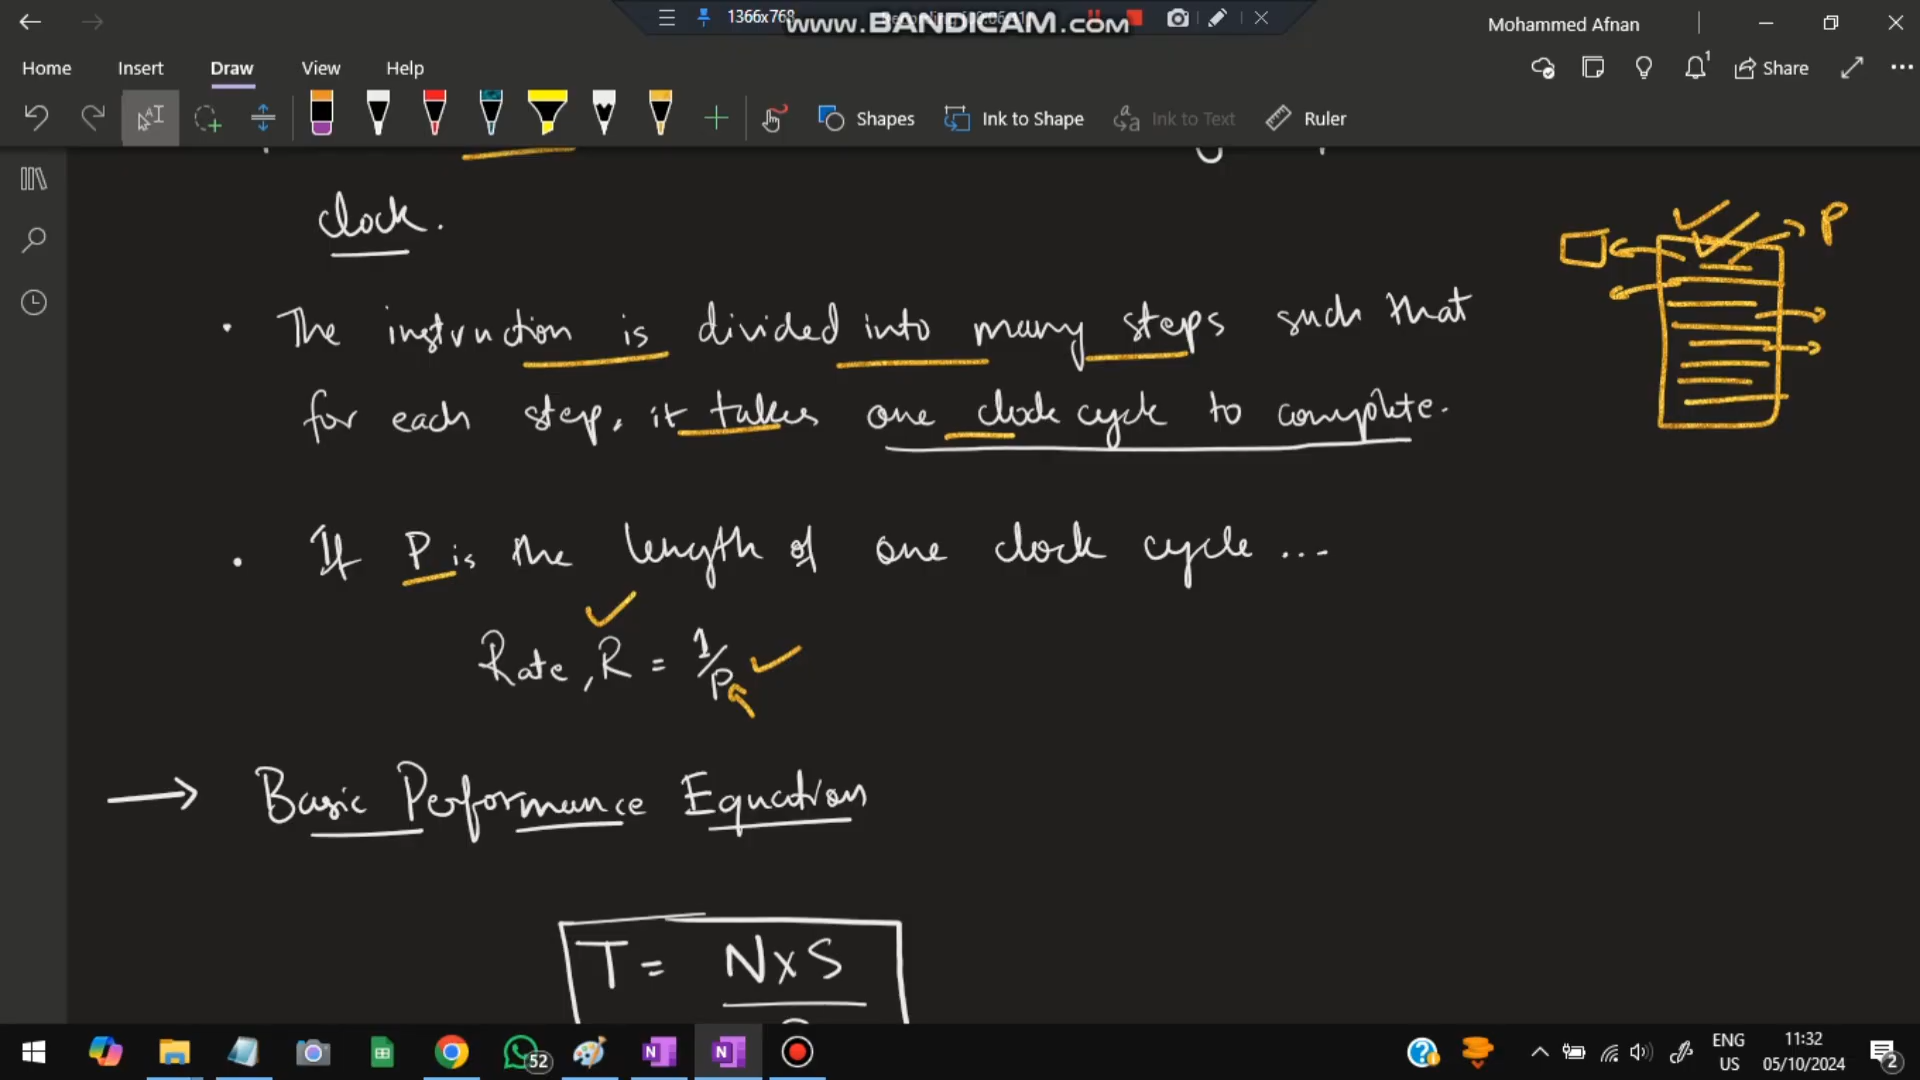 1366x768
www.BANDICAM.com
Mohammed Afnan
Home Insert Draw View Help
1
Share
Shapes Ink to Shape Ink to Text Ruler
clock.
P
• The instruction is divided into many steps such that
for each step, it takes one clock cycle to complete.
• If P is the length of one clock cycle ...
Rate, R = 1/P
→ Basic Performance Equation
T = N x S
52
ENG
US
11:32
05/10/2024
2